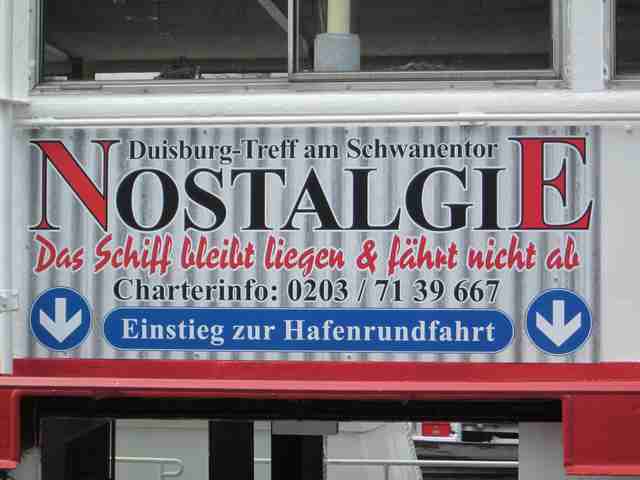 Duisburg-Treff am Schwanentor
NOSTALGIE
Das Schiff bleibt liegen & fährt nicht ab
Charterinfo: 0203 / 71 39 667
Einstieg zur Hafenrundfahrt